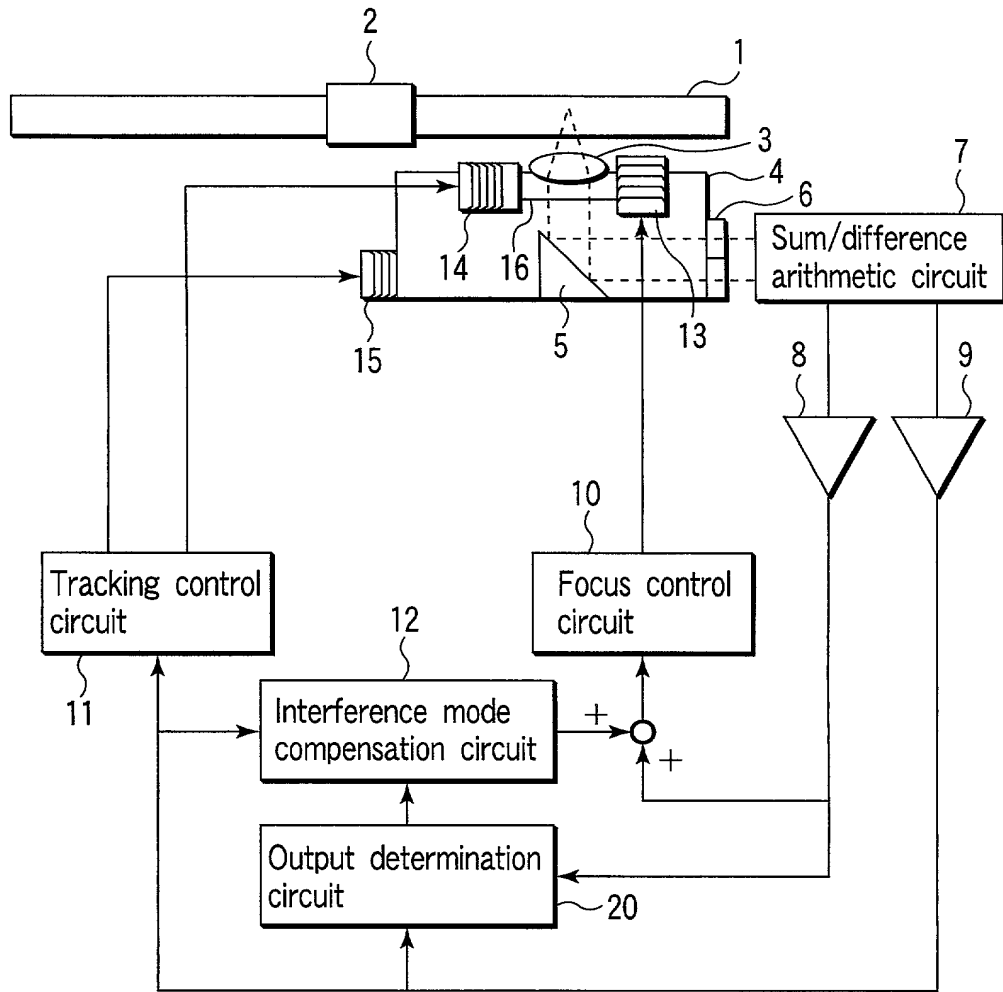 2
1
3
4
7
6
Sum/difference
arithmetic circuit
14
16
13
5
15
8
9
10
Tracking control
circuit
Focus control
circuit
12
11
Interference mode
compensation circuit
+
+
Output determination
circuit
20